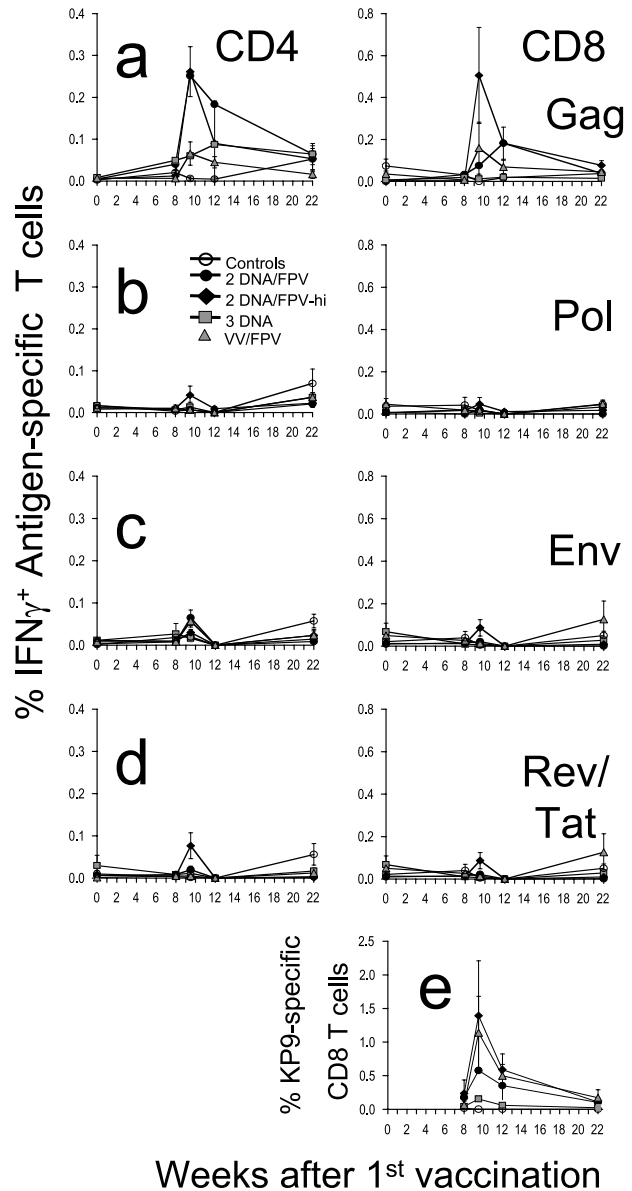 a CD4 CD8
Gag
0.4 0.8
0.3 0.6
0.2 0.4
0.1 0.2
0.0 0.0
0 2 4 6 8 10 12 14 16 18 20 22 0 2 4 6 8 10 12 14 16 18 20 22
% IFNγ+ Antigen-specific T cells
b Pol
Controls
2 DNA/FPV
2 DNA/FPV-hi
3 DNA
VV/FPV
0.4 0.8
0.3 0.6
0.2 0.4
0.1 0.2
0.0 0.0
0 2 4 6 8 10 12 14 16 18 20 22 0 2 4 6 8 10 12 14 16 18 20 22
c Env
0.4 0.8
0.3 0.6
0.2 0.4
0.1 0.2
0.0 0.0
0 2 4 6 8 10 12 14 16 18 20 22 0 2 4 6 8 10 12 14 16 18 20 22
d Rev/
Tat
0.4 0.8
0.3 0.6
0.2 0.4
0.1 0.2
0.0 0.0
0 2 4 6 8 10 12 14 16 18 20 22 0 2 4 6 8 10 12 14 16 18 20 22
e
% KP9-specific
CD8 T cells
2.5
2.0
1.5
1.0
0.5
0.0
0 2 4 6 8 10 12 14 16 18 20 22
Weeks after 1st vaccination